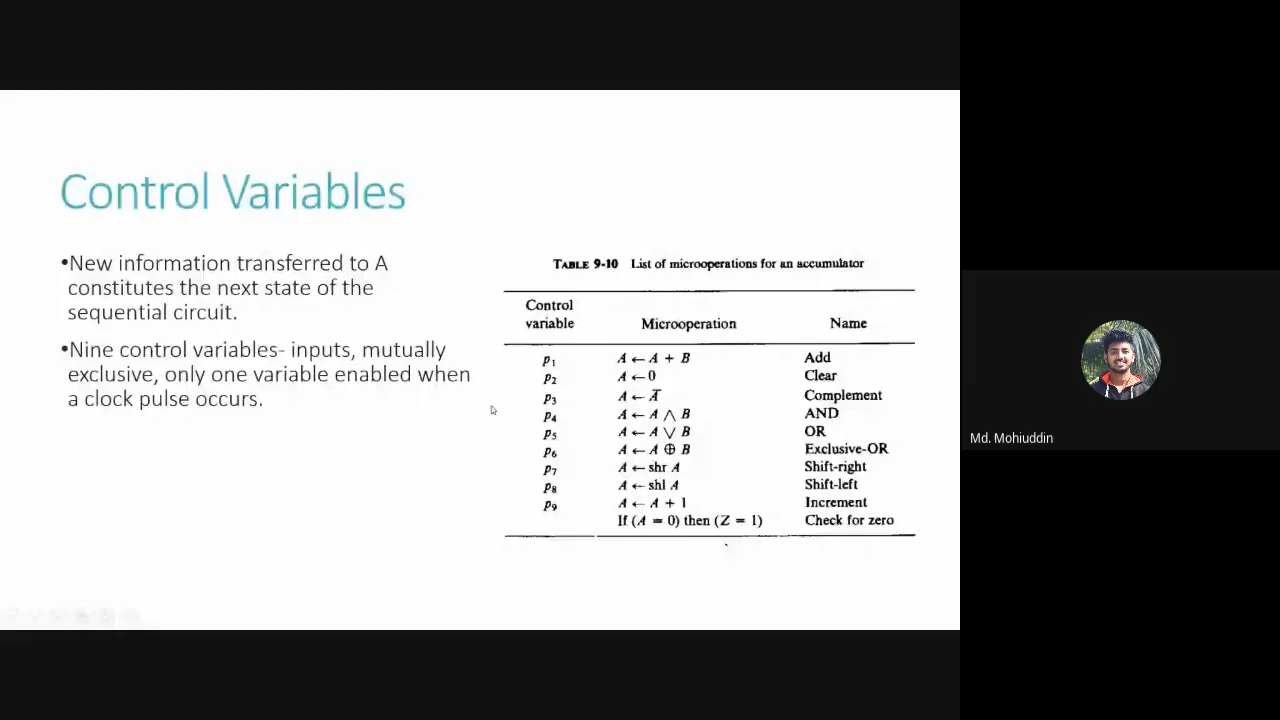 Control Variables
•New information transferred to A
constitutes the next state of the
sequential circuit.
•Nine control variables- inputs, mutually
exclusive, only one variable enabled when
a clock pulse occurs.
TABLE 9-10 List of microoperations for an accumulator
Control
variable Microoperation Name
p₁ A ← A + B Add
p₂ A ← 0 Clear
p₃ A ← A̅ Complement
p₄ A ← A ∧ B AND
p₅ A ← A ∨ B OR
p₆ A ← A ⊕ B Exclusive-OR
p₇ A ← shr A Shift-right
p₈ A ← shl A Shift-left
p₉ A ← A + 1 Increment
If (A = 0) then (Z = 1) Check for zero
Md. Mohiuddin